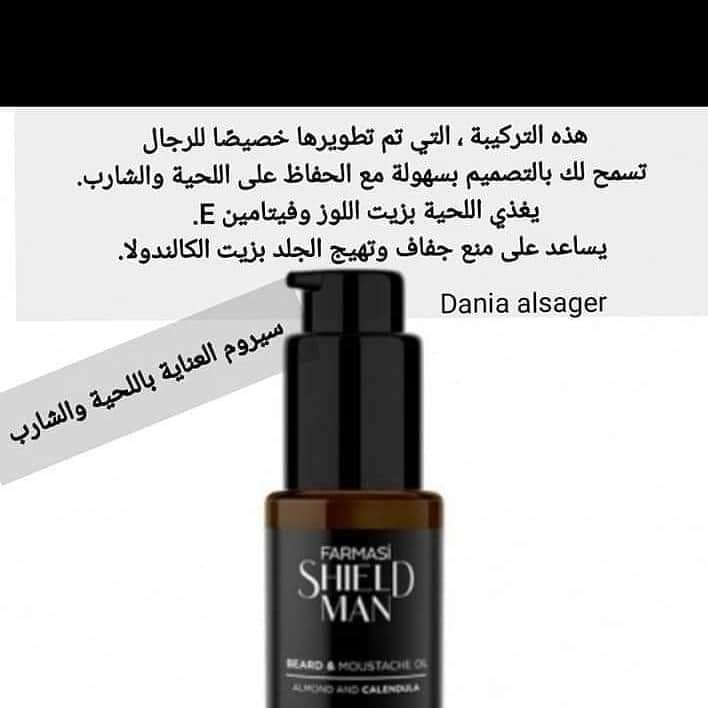 هذه التركيبة ، التي تم تطويرها خصيصًا للرجال
تسمح لك بالتصميم بسهولة مع الحفاظ على اللحية والشارب.
يغذي اللحية بزيت اللوز وفيتامين E.
يساعد على منع جفاف وتهيج الجلد بزيت الكالندولا.
Dania alsager
سيروم العناية باللحية والشارب
FARMASİ
SHIELD
MAN
BEARD & MOUSTACHE OIL
ALMOND AND CALENDULA